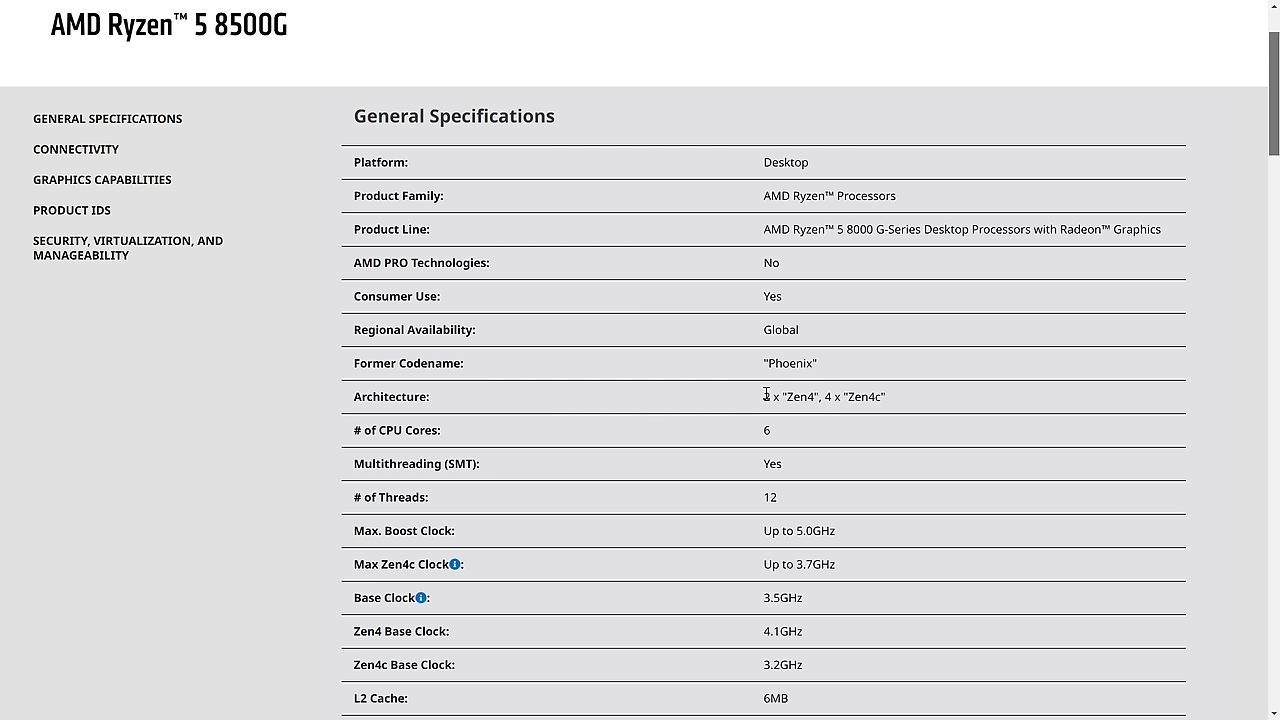 AMD Ryzen™ 5 8500G
GENERAL SPECIFICATIONS
CONNECTIVITY
GRAPHICS CAPABILITIES
PRODUCT IDS
SECURITY, VIRTUALIZATION, AND
MANAGEABILITY
General Specifications
Platform: Desktop
Product Family: AMD Ryzen™ Processors
Product Line: AMD Ryzen™ 5 8000 G-Series Desktop Processors with Radeon™ Graphics
AMD PRO Technologies: No
Consumer Use: Yes
Regional Availability: Global
Former Codename: "Phoenix"
Architecture: x "Zen4", 4 x "Zen4c"
# of CPU Cores: 6
Multithreading (SMT): Yes
# of Threads: 12
Max. Boost Clock: Up to 5.0GHz
Max Zen4c Clock: Up to 3.7GHz
Base Clock: 3.5GHz
Zen4 Base Clock: 4.1GHz
Zen4c Base Clock: 3.2GHz
L2 Cache: 6MB